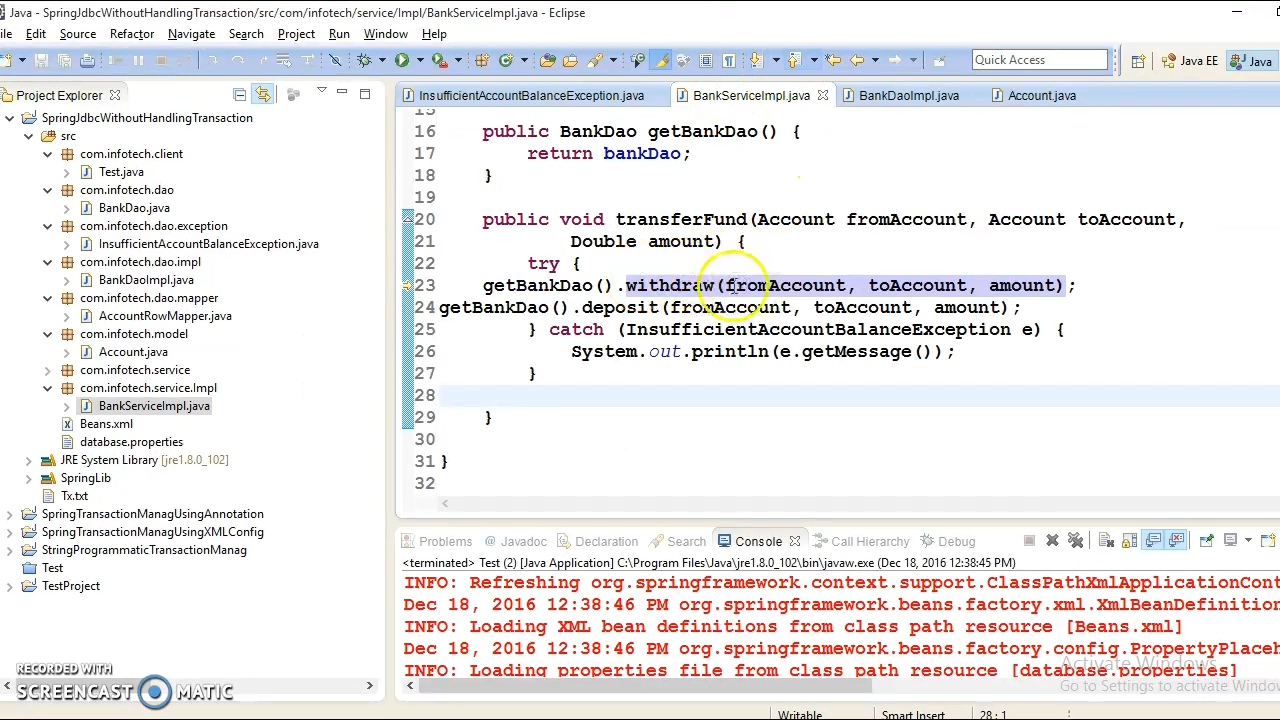 Java - SpringJdbcWithoutHandlingTransaction/src/com/infotech/service/Impl/BankServiceImpl.java - Eclipse
ile Edit Source Refactor Navigate Search Project Run Window Help
Quick Access
Java EE
Java
Project Explorer
InsufficientAccountBalanceException.java
BankServiceImpl.java
BankDaoImpl.java
Account.java
SpringJdbcWithoutHandlingTransaction
src
com.infotech.client
Test.java
com.infotech.dao
BankDao.java
com.infotech.dao.exception
InsufficientAccountBalanceException.java
com.infotech.dao.impl
BankDaoImpl.java
com.infotech.dao.mapper
AccountRowMapper.java
com.infotech.model
Account.java
com.infotech.service
com.infotech.service.Impl
BankServiceImpl.java
Beans.xml
database.properties
JRE System Library [jre1.8.0_102]
SpringLib
Tx.txt
SpringTransactionManagUsingAnnotation
SpringTransactionManagUsingXMLConfig
StringProgrammaticTransactionManag
Test
TestProject
15
16 public BankDao getBankDao() {
17 return bankDao;
18 }
19
20 public void transferFund(Account fromAccount, Account toAccount,
21 Double amount) {
22 try {
23 getBankDao().withdraw(fromAccount, toAccount, amount);
24 getBankDao().deposit(fromAccount, toAccount, amount);
25 } catch (InsufficientAccountBalanceException e) {
26 System.out.println(e.getMessage());
27 }
28
29 }
30
31 }
32
Problems Javadoc Declaration Search Console Call Hierarchy Debug
<terminated> Test (2) [Java Application] C:\Program Files\Java\jre1.8.0_102\bin\javaw.exe (Dec 18, 2016 12:38:45 PM)
INFO: Refreshing org.springframework.context.support.ClassPathXmlApplicationCont
Dec 18, 2016 12:38:46 PM org.springframework.beans.factory.xml.XmlBeanDefinition
INFO: Loading XML bean definitions from class path resource [Beans.xml]
Dec 18, 2016 12:38:46 PM org.springframework.beans.factory.config.PropertyPlaceh
INFO: Loading properties file from class path resource [database.properties]
Activate Windows
Go to Settings to activate Window
RECORDED WITH
SCREENCAST MATIC
Writable
Smart Insert
28 : 1